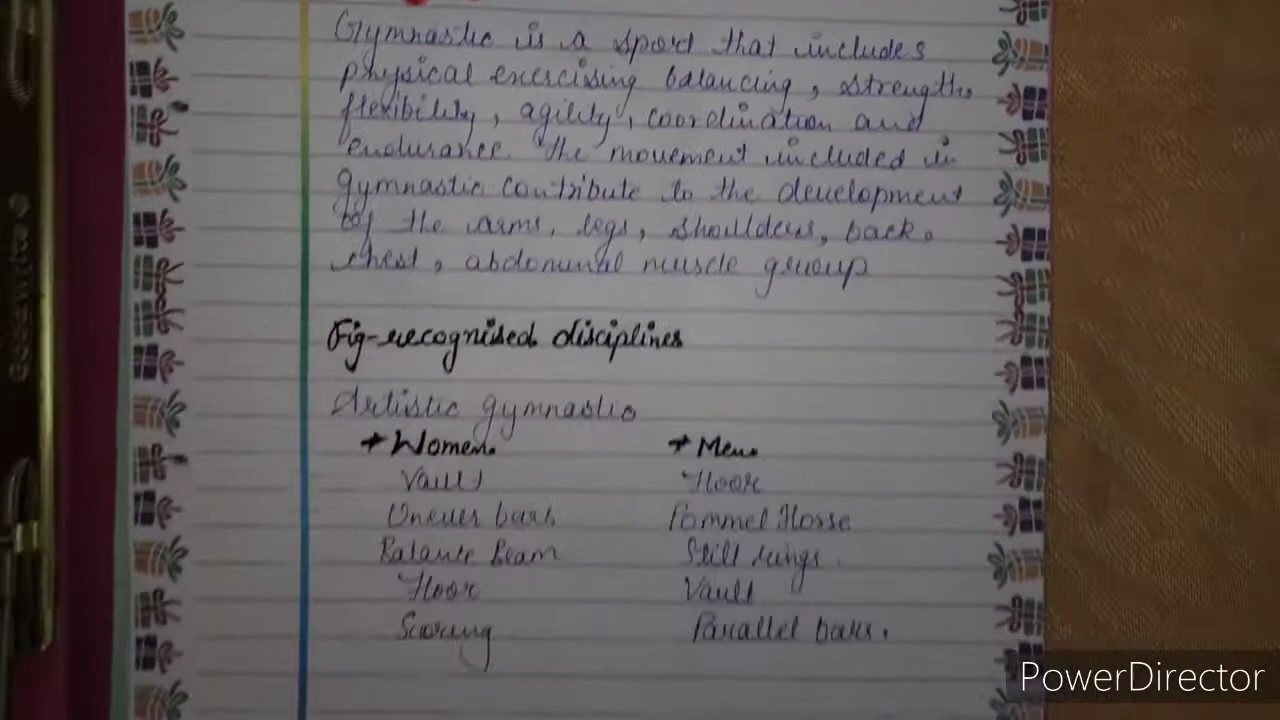 Gymnastic is a sport that includes
physical exercising balancing, strength,
flexibility, agility, coordination and
endurance. The movement included in
gymnastic contribute to the development
of the arms, legs, shoullders, back,
chest, abdominal muscle group
Fig-recognised disciplines
Artistic gymnastic
→ Women. → Men.
Vault Floor
Uneven bars Pommel Horse
Balance Beam Still rings.
Floor Vault
Scoring Parallel bars.
PowerDirector